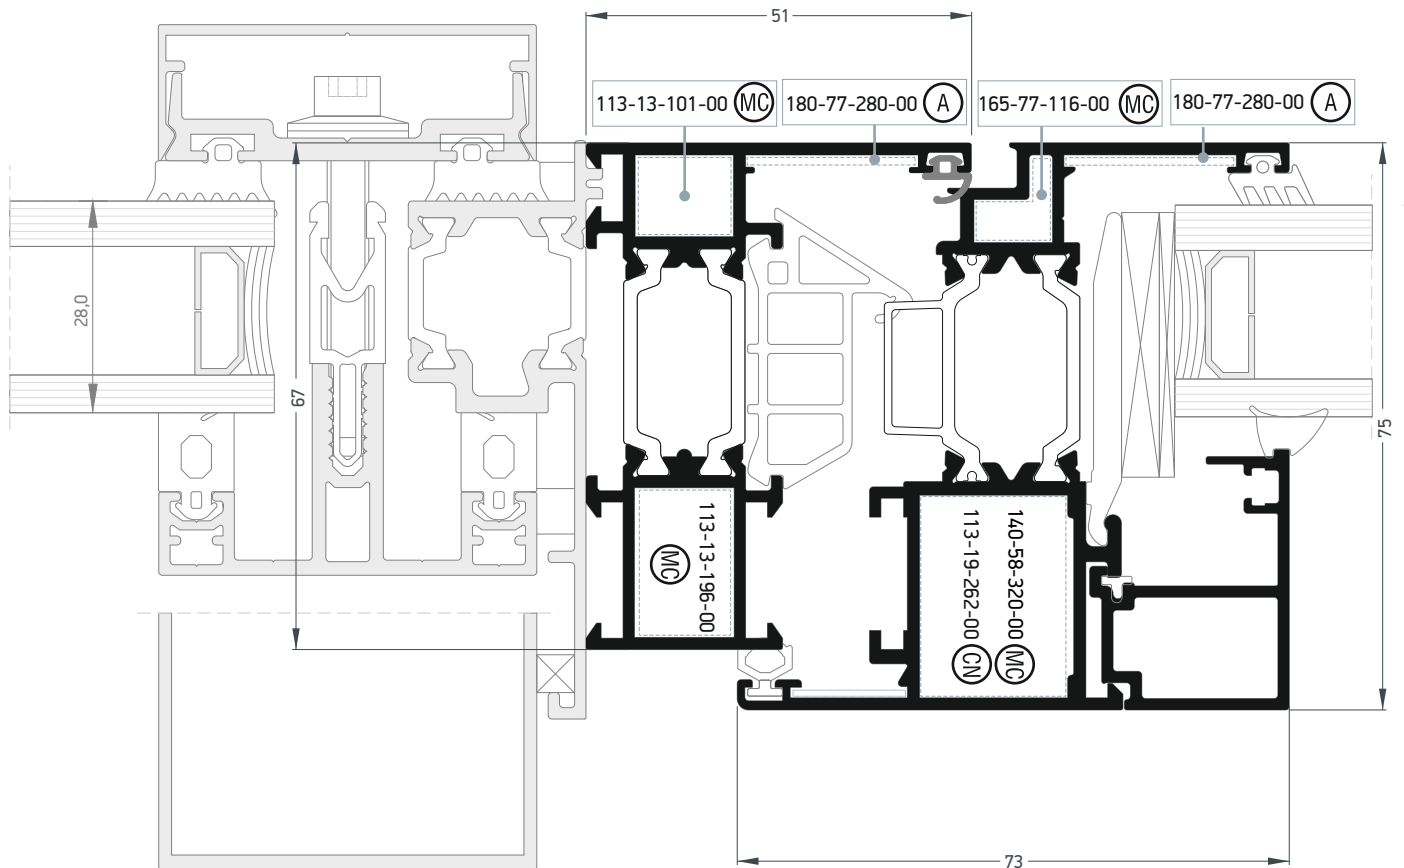 51
113-13-101-00 MC
180-77-280-00 A
165-77-116-00 MC
180-77-280-00 A
28,0
67
75
113-13-196-00
MC
140-58-320-00 MC
113-19-262-00 CN
73